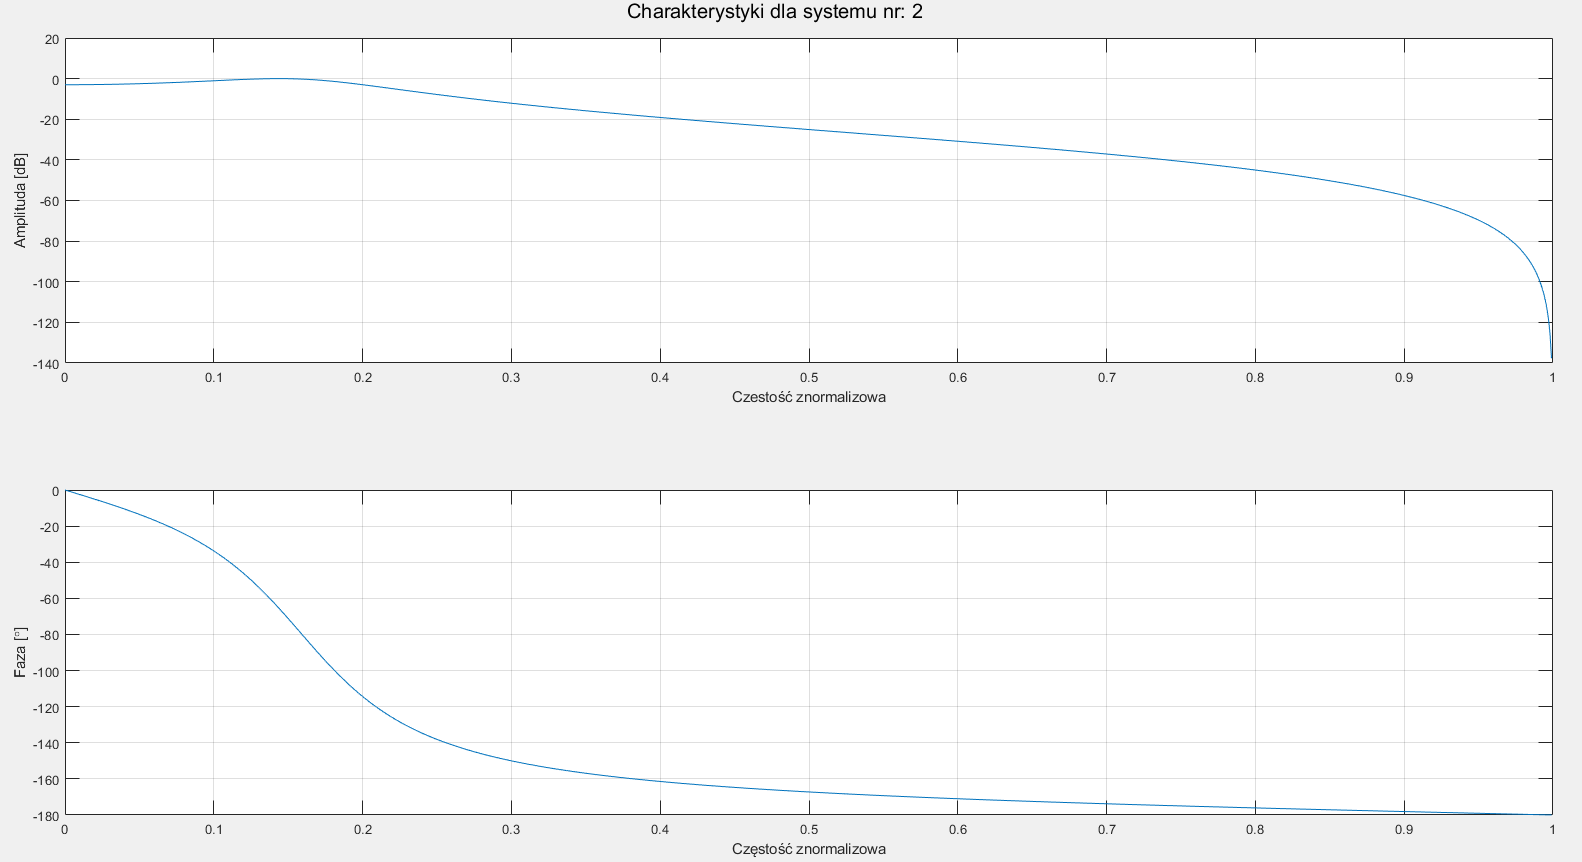 Charakterystyki dla systemu nr: 2
Amplituda [dB]
20
0
-20
-40
-60
-80
-100
-120
-140
0 0.1 0.2 0.3 0.4 0.5 0.6 0.7 0.8 0.9 1
Czestość znormalizowa
Faza [°]
0
-20
-40
-60
-80
-100
-120
-140
-160
-180
0 0.1 0.2 0.3 0.4 0.5 0.6 0.7 0.8 0.9 1
Częstość znormalizowa